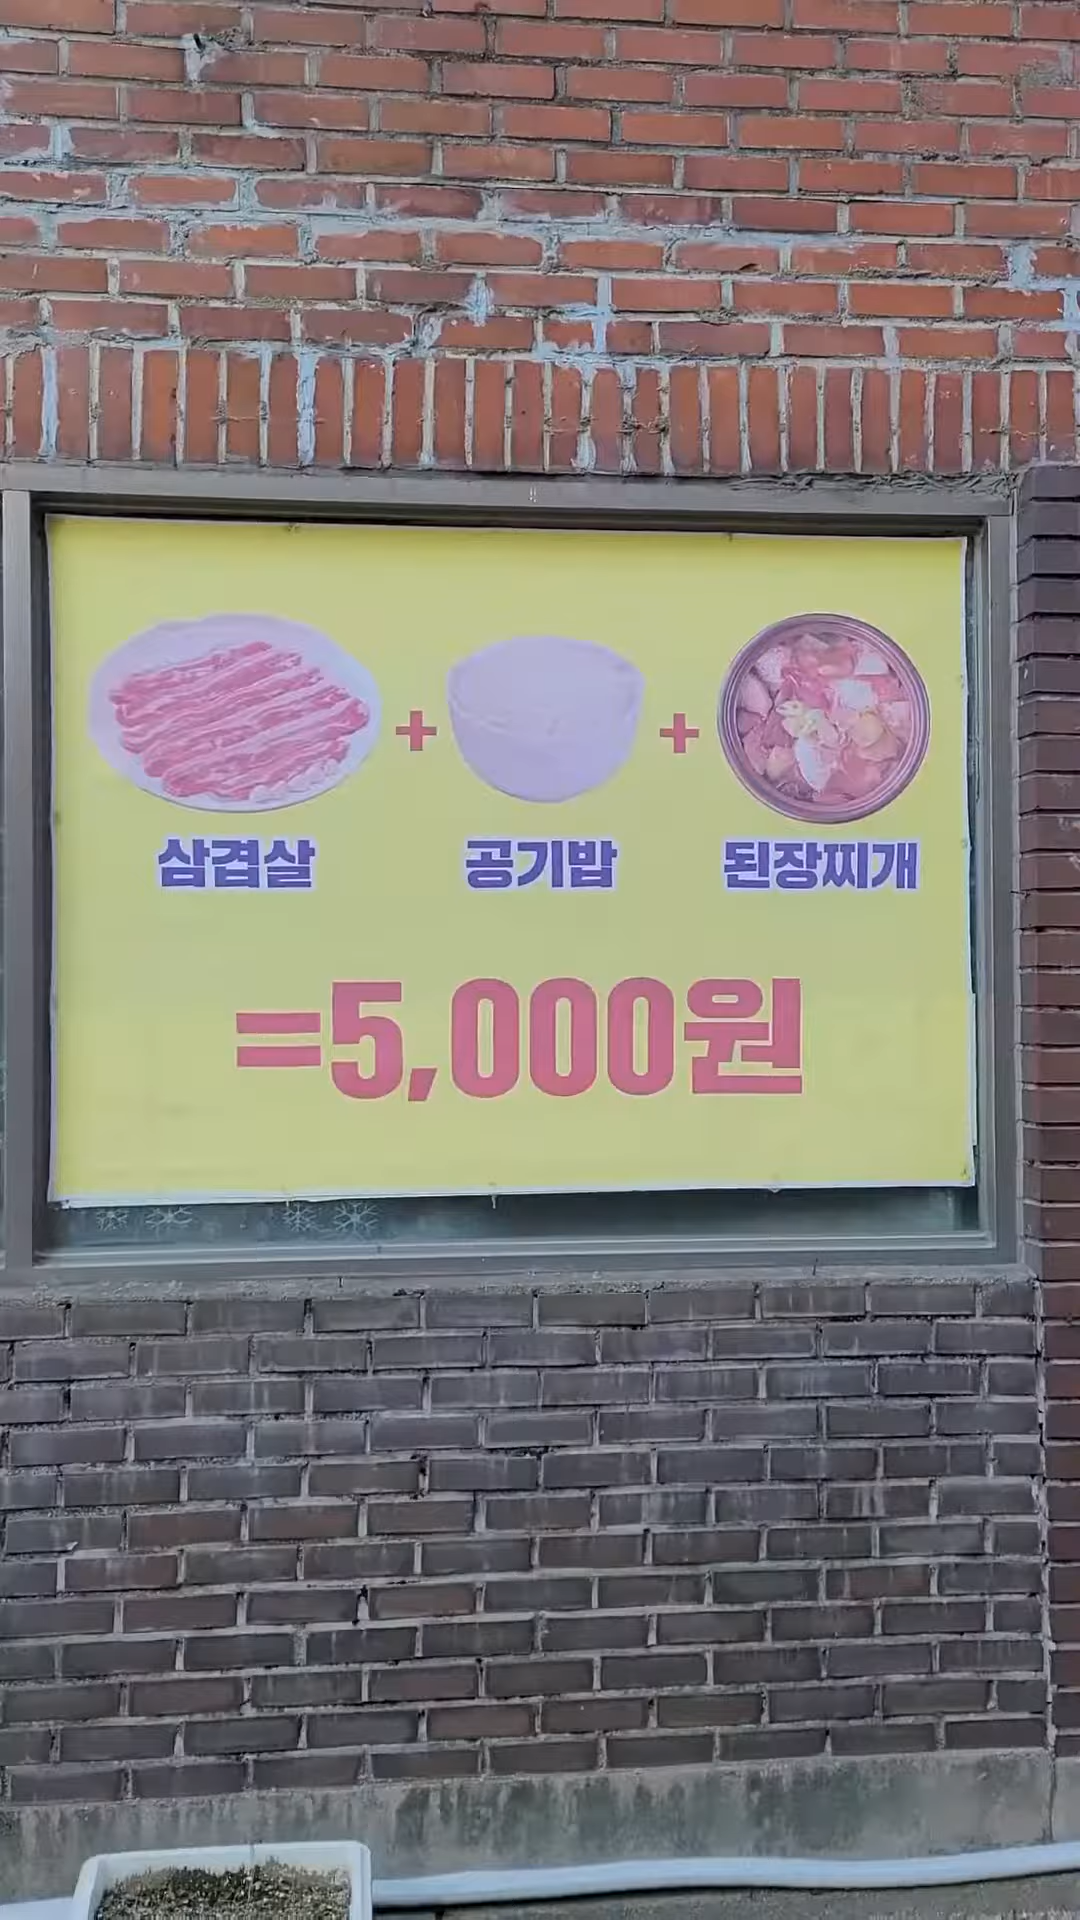 삼겹살 + 공기밥 + 된장찌개
=5,000원